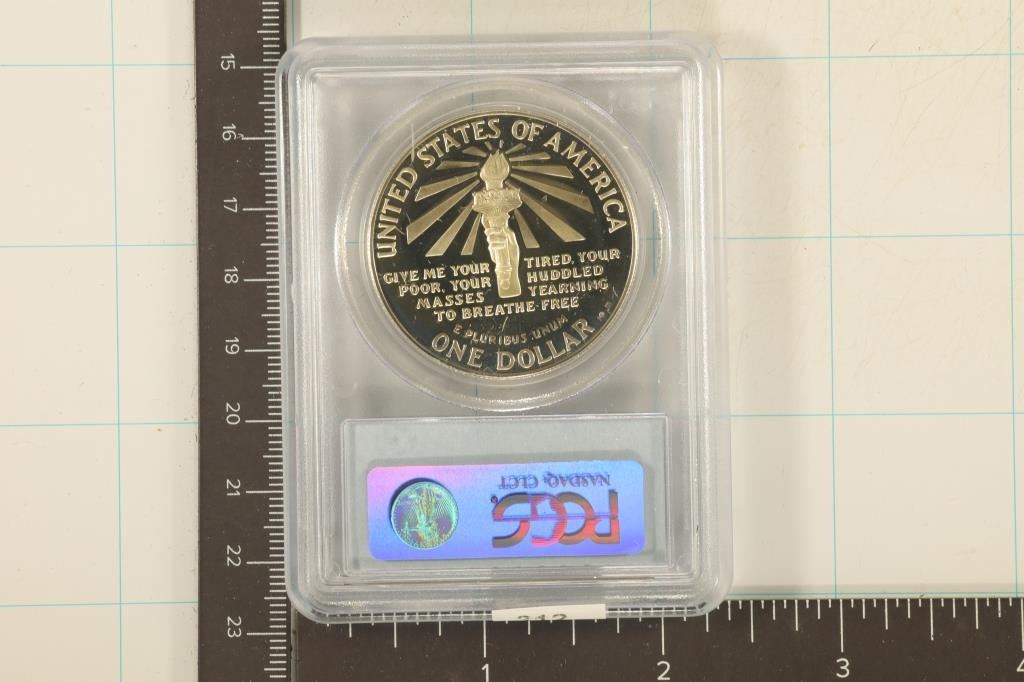 UNITED STATES OF AMERICA
GIVE ME YOUR TIRED, YOUR
POOR, YOUR HUDDLED
MASSES YEARNING
TO BREATHE FREE
E PLURIBUS UNUM
ONE DOLLAR
PCGS
NASDAQ: CLCT
15
16
17
18
19
20
21
22
23
1
2
3
4